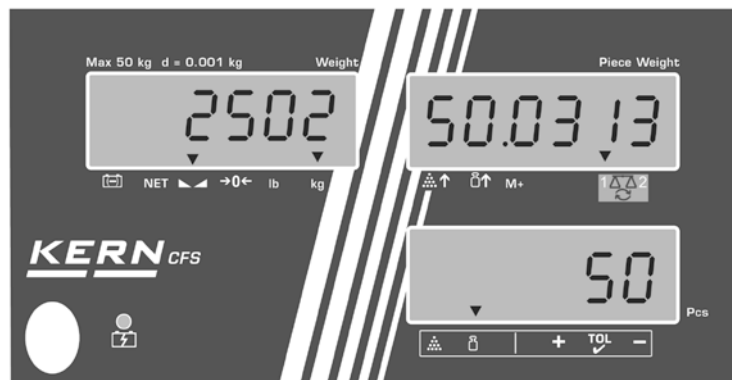 Max 50 kg d = 0.001 kg Weight
Piece Weight
2502
50.0313
NET →0← lb kg
M+ 1 2
KERN CFS
50
Pcs
+ TOL −